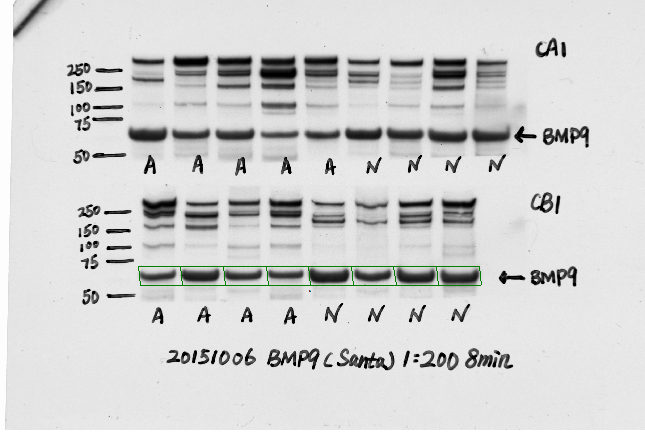 CA1
250
150
100
75
50
← BMP9
A A A A A N N N N
CB1
250
150
100
75
50
← BMP9
A A A A N N N N
20151006 BMP9 (Santa) 1:200 8min